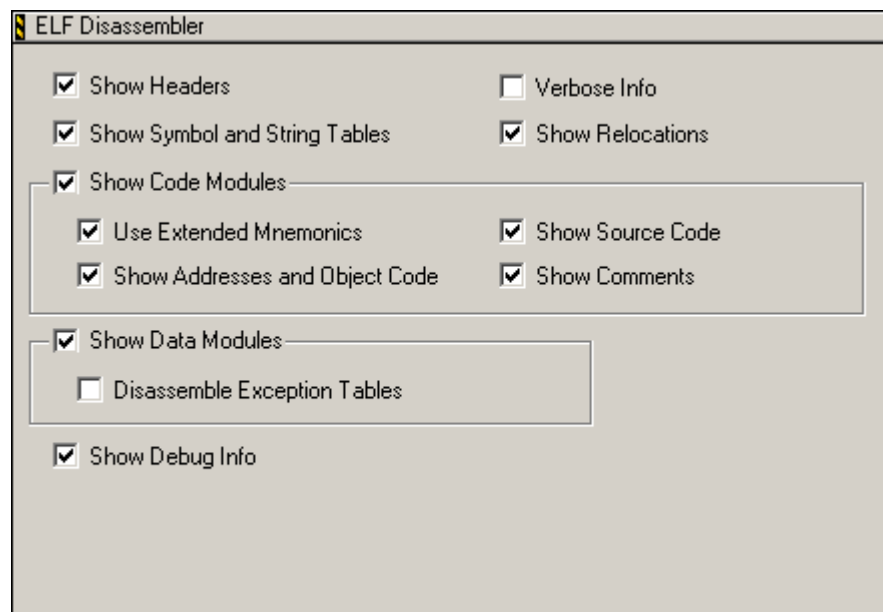 ELF Disassembler
Show Headers
Verbose Info
Show Symbol and String Tables
Show Relocations
Show Code Modules
Use Extended Mnemonics
Show Source Code
Show Addresses and Object Code
Show Comments
Show Data Modules
Disassemble Exception Tables
Show Debug Info